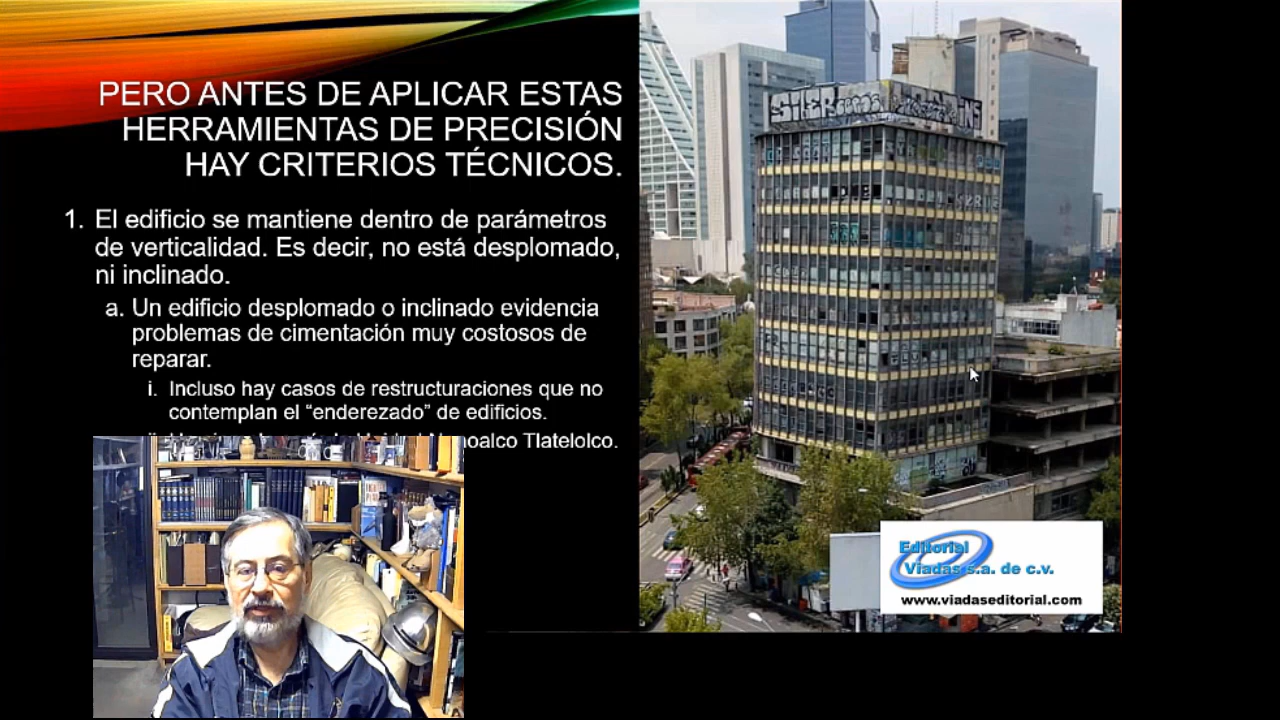 PERO ANTES DE APLICAR ESTAS
HERRAMIENTAS DE PRECISIÓN
HAY CRITERIOS TÉCNICOS.
1. El edificio se mantiene dentro de parámetros
de verticalidad. Es decir, no está desplomado,
ni inclinado.
a. Un edificio desplomado o inclinado evidencia
problemas de cimentación muy costosos de
reparar.
i. Incluso hay casos de restructuraciones que no
contemplan el “enderezado” de edificios.
Tlatelolco.
Editorial
Viadas s.a. de c.v.
www.viadaseditorial.com